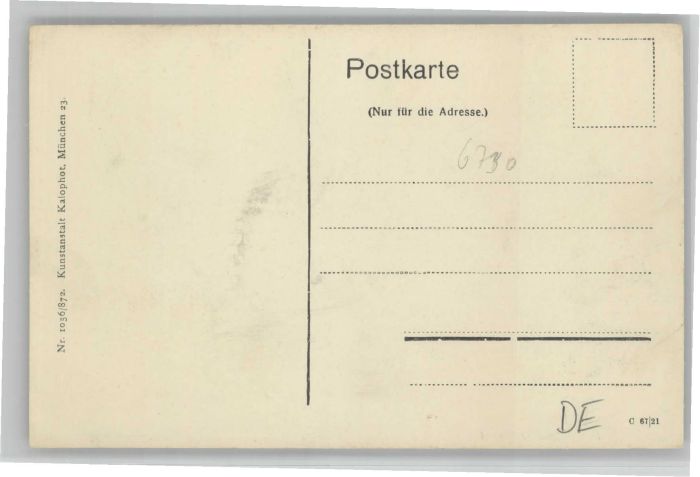 Postkarte
(Nur für die Adresse.)
6730
Nr. 1036/872. Kunstanstalt Kalophot, München 23.
DE
C 67/21